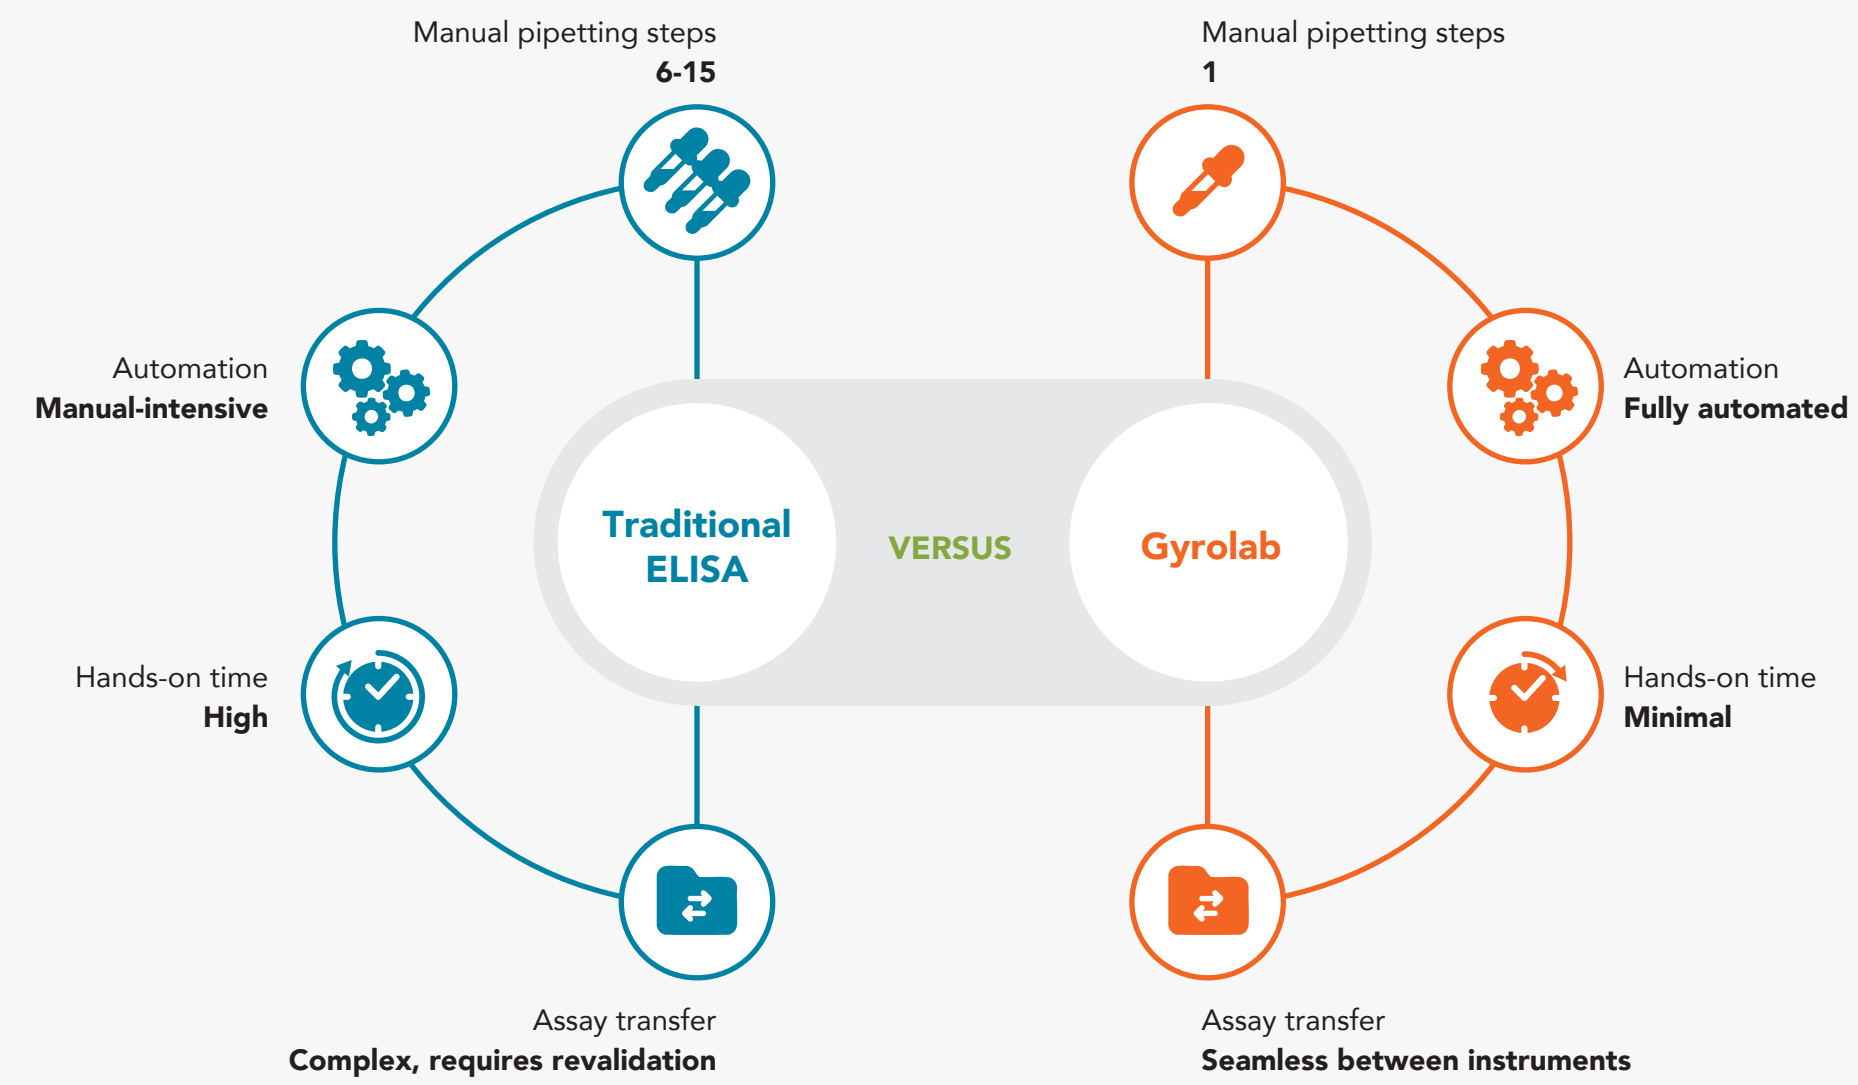 Manual pipetting steps
6-15
Automation
Manual-intensive
Hands-on time
High
Assay transfer
Complex, requires revalidation
Traditional
ELISA
VERSUS
Gyrolab
Manual pipetting steps
1
Automation
Fully automated
Hands-on time
Minimal
Assay transfer
Seamless between instruments